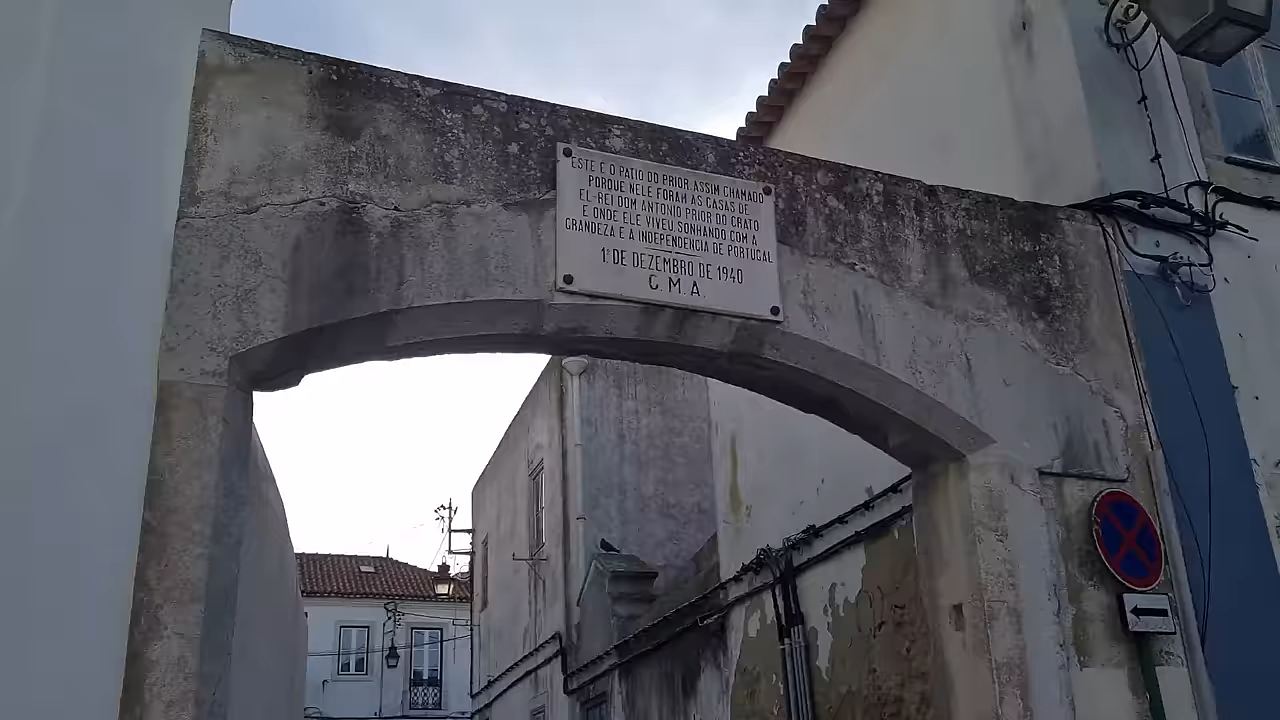 ESTE E O PATIO DO PRIOR, ASSIM CHAMADO
PORQUE NELE FORAM AS CASAS DE
EL-REI DOM ANTONIO PRIOR DO CRATO
E ONDE ELE VIVEU SONHANDO COM A
GRANDEZA E A INDEPENDENCIA DE PORTUGAL
1º DE DEZEMBRO DE 1940
C. M. A.